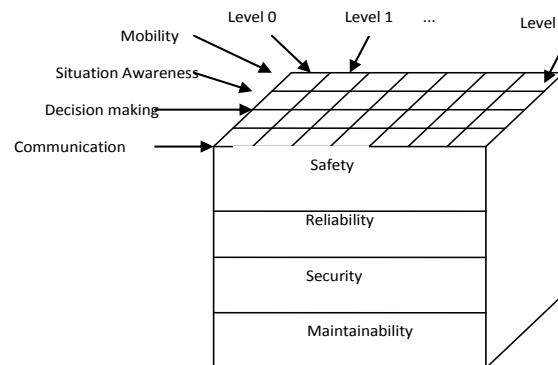 Level 0
Level 1
...
Level
Mobility
Situation Awareness
Decision making
Communication
Safety
Reliability
Security
Maintainability